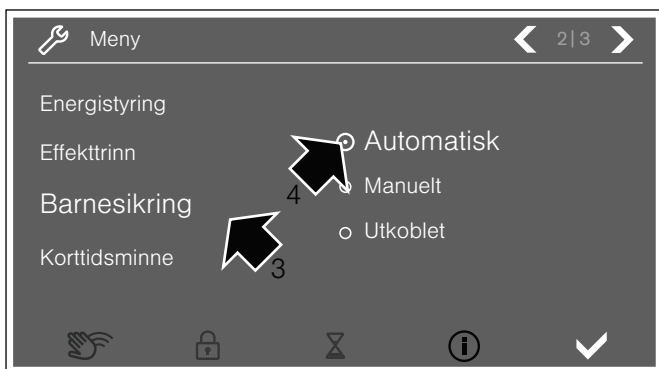 Meny
2|3
Energistyring
Effekttrinn
Barnesikring
Korttidsminne
Automatisk
Manuelt
Utkoblet
4
3